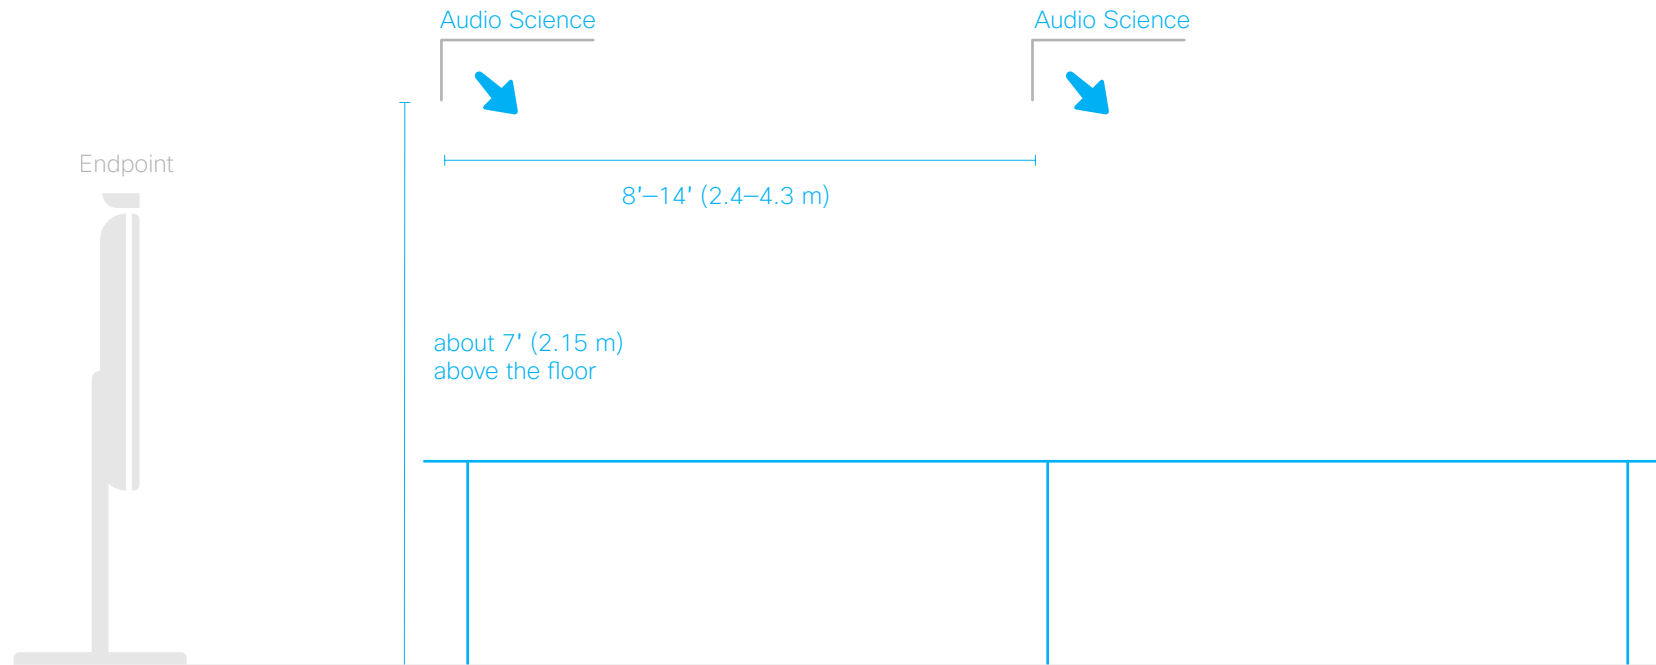 Audio Science
Audio Science
Endpoint
8'–14' (2.4–4.3 m)
about 7' (2.15 m)
above the floor